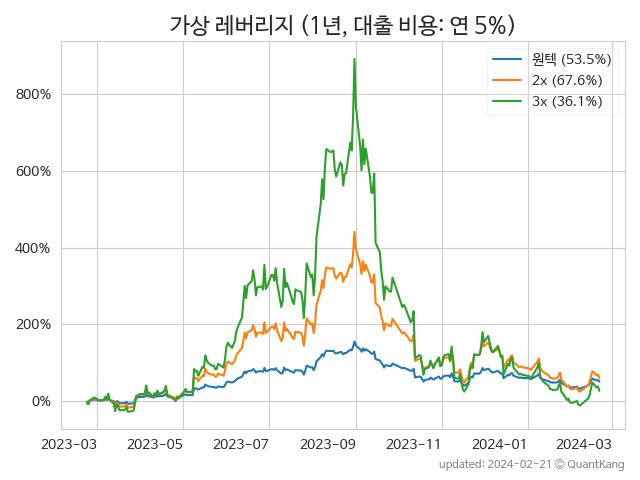 가상 레버리지 (1년, 대출 비용: 연 5%)
원텍 (53.5%)
2x (67.6%)
3x (36.1%)
800%
600%
400%
200%
0%
2023-03 2023-05 2023-07 2023-09 2023-11 2024-01 2024-03
updated: 2024-02-21 © QuantKang